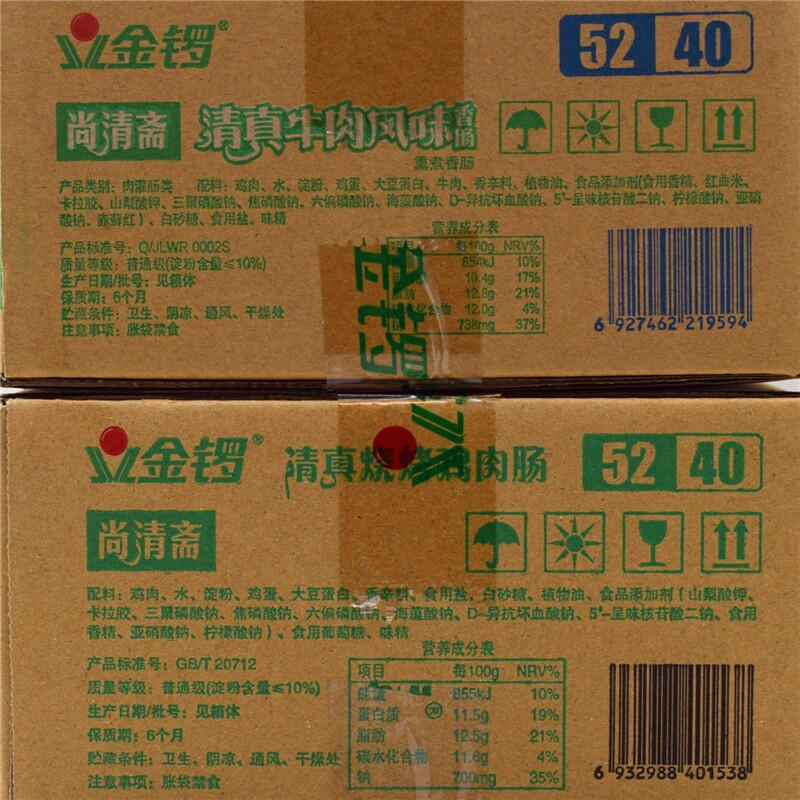 金锣®
52 40
尚清斋
清真牛肉风味香肠
熏煮香肠
产品类别：肉灌肠类 配料：鸡肉、水、淀粉、鸡蛋、大豆蛋白、牛肉、香辛料、植物油、食品添加剂(食用香精、红曲米、
卡拉胶、山梨酸钾、三聚磷酸钠、焦磷酸钠、六偏磷酸钠、海藻酸钠、D-异抗坏血酸钠、5'-呈味核苷酸二钠、柠檬酸钠、亚硝
酸钠、赤藓红)、白砂糖、食用盐、味精
产品标准号：Q/JLWR 0002S
质量等级：普通级(淀粉含量≤10%)
生产日期/批号：见箱体
保质期：6个月
贮藏条件：卫生、阴凉、通风、干燥处
注意事项：胀袋禁食
营养成分表
项目 每100g NRV%
854kJ 10%
10.4g 17%
脂肪 12.8g 21%
化合物 12.0g 4%
738mg 37%
6 927462 219594
金锣
金锣®
清真烧烤鸡肉肠
52 40
尚清斋
配料：鸡肉、水、淀粉、鸡蛋、大豆蛋白、香辛料、食用盐、白砂糖、植物油、食品添加剂（山梨酸钾、
卡拉胶、三聚磷酸钠、焦磷酸钠、六偏磷酸钠、海藻酸钠、D-异抗坏血酸钠、5'-呈味核苷酸二钠、食用
香精、亚硝酸钠、柠檬酸钠）、食用葡萄糖、味精
产品标准号：GB/T 20712
质量等级：普通级(淀粉含量≤10%)
生产日期/批号：见箱体
保质期：6个月
贮藏条件：卫生、阴凉、通风、干燥处
注意事项：胀袋禁食
营养成分表
项目 每100g NRV%
能量 855kJ 10%
蛋白质 11.5g 19%
脂肪 12.5g 21%
碳水化合物 11.6g 4%
钠 700mg 35%
6 932988 401538